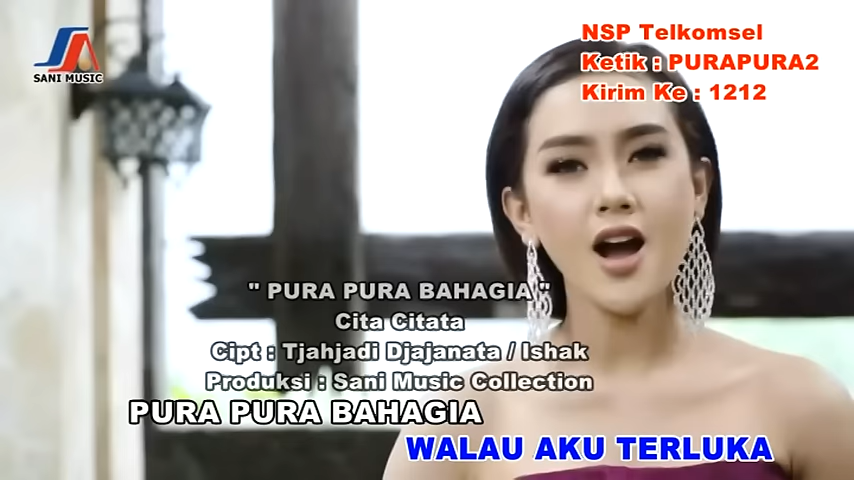 SANI MUSIC
NSP Telkomsel
Ketik : PURAPURA2
Kirim Ke : 1212
" PURA PURA BAHAGIA "
Cita Citata
Cipt : Tjahjadi Djajanata / Ishak
Produksi : Sani Music Collection
PURA PURA BAHAGIA
WALAU AKU TERLUKA